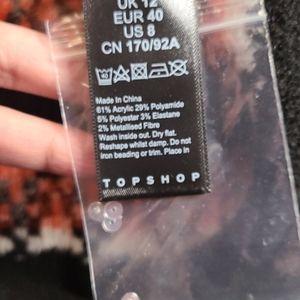 UK 12
EUR 40
US 8
CN 170/92A
Made in China
61% Acrylic 29% Polyamide
5% Polyester 3% Elastane
2% Metallised Fibre
Wash inside out. Dry flat.
Reshape whilst damp. Do not
iron beading or trim. Place in
TOPSHOP